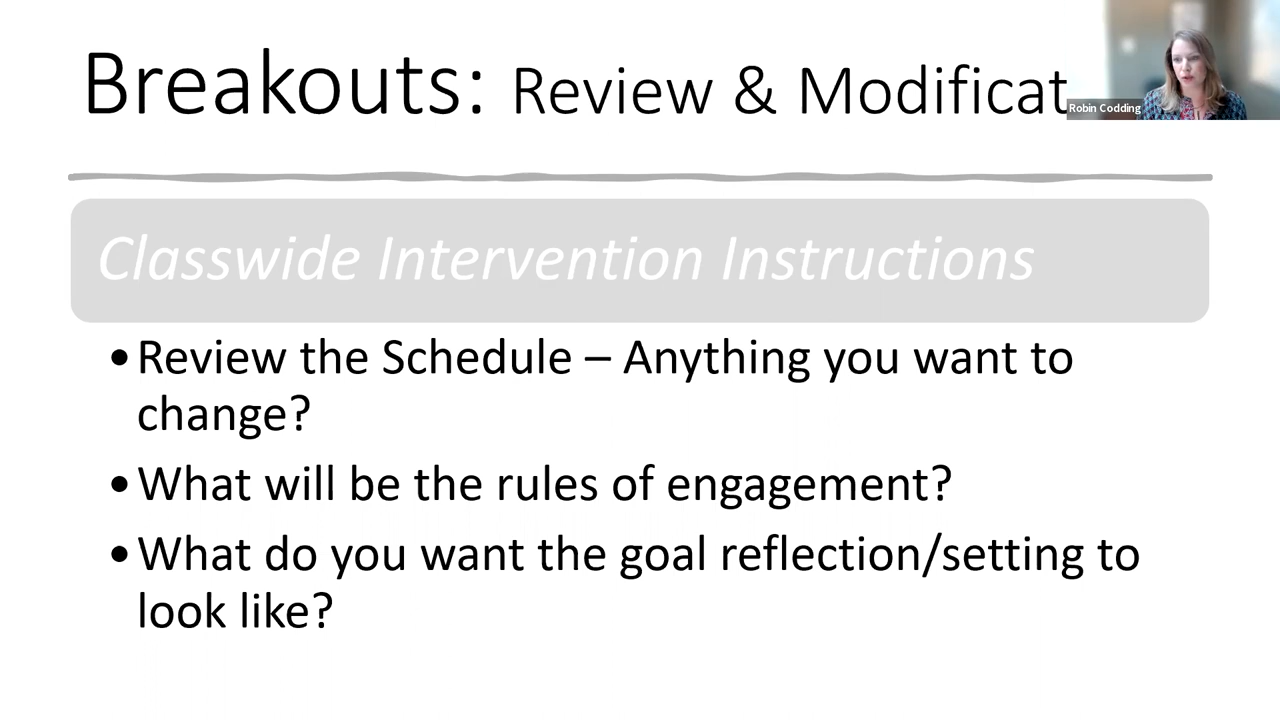 Breakouts: Review & Modificat
Robin Codding
Classwide Intervention Instructions
•Review the Schedule – Anything you want to
change?
•What will be the rules of engagement?
•What do you want the goal reflection/setting to
look like?